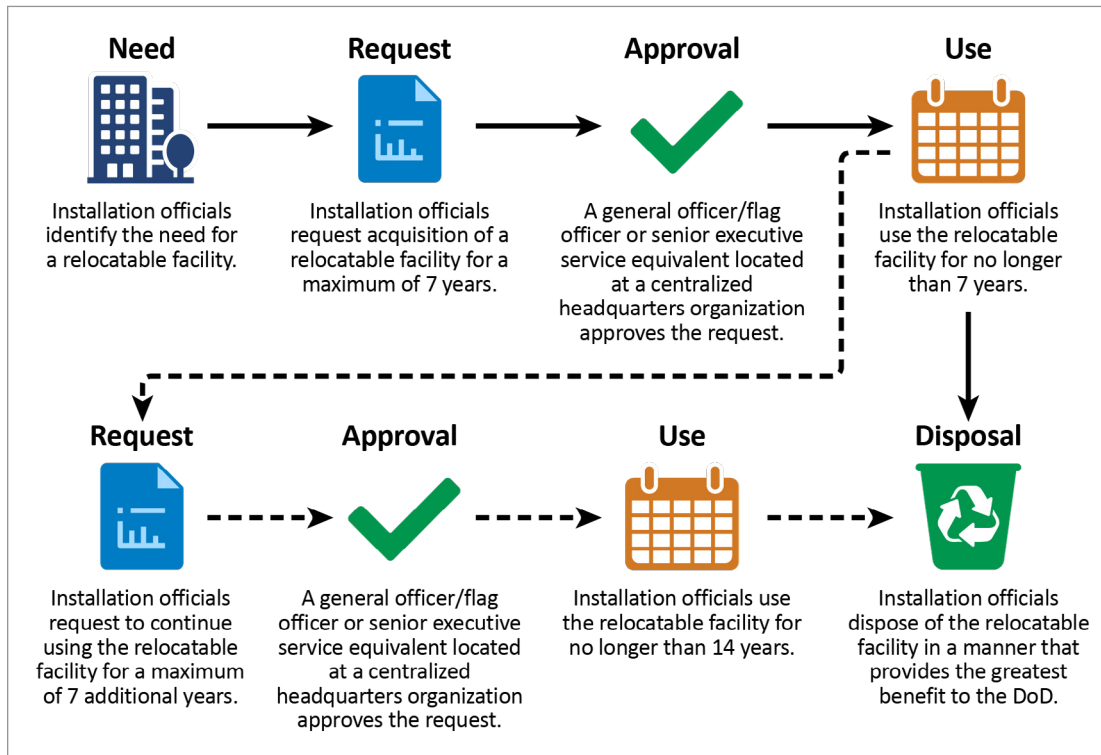 Need
Installation officials
identify the need for
a relocatable facility.
Request
Installation officials
request acquisition of a
relocatable facility for a
maximum of 7 years.
Approval
A general officer/flag
officer or senior executive
service equivalent located
at a centralized
headquarters organization
approves the request.
Use
Installation officials
use the relocatable
facility for no longer
than 7 years.
Request
Installation officials
request to continue
using the relocatable
facility for a maximum
of 7 additional years.
Approval
A general officer/flag
officer or senior executive
service equivalent located
at a centralized
headquarters organization
approves the request.
Use
Installation officials use
the relocatable facility for
no longer than 14 years.
Disposal
Installation officials
dispose of the relocatable
facility in a manner that
provides the greatest
benefit to the DoD.